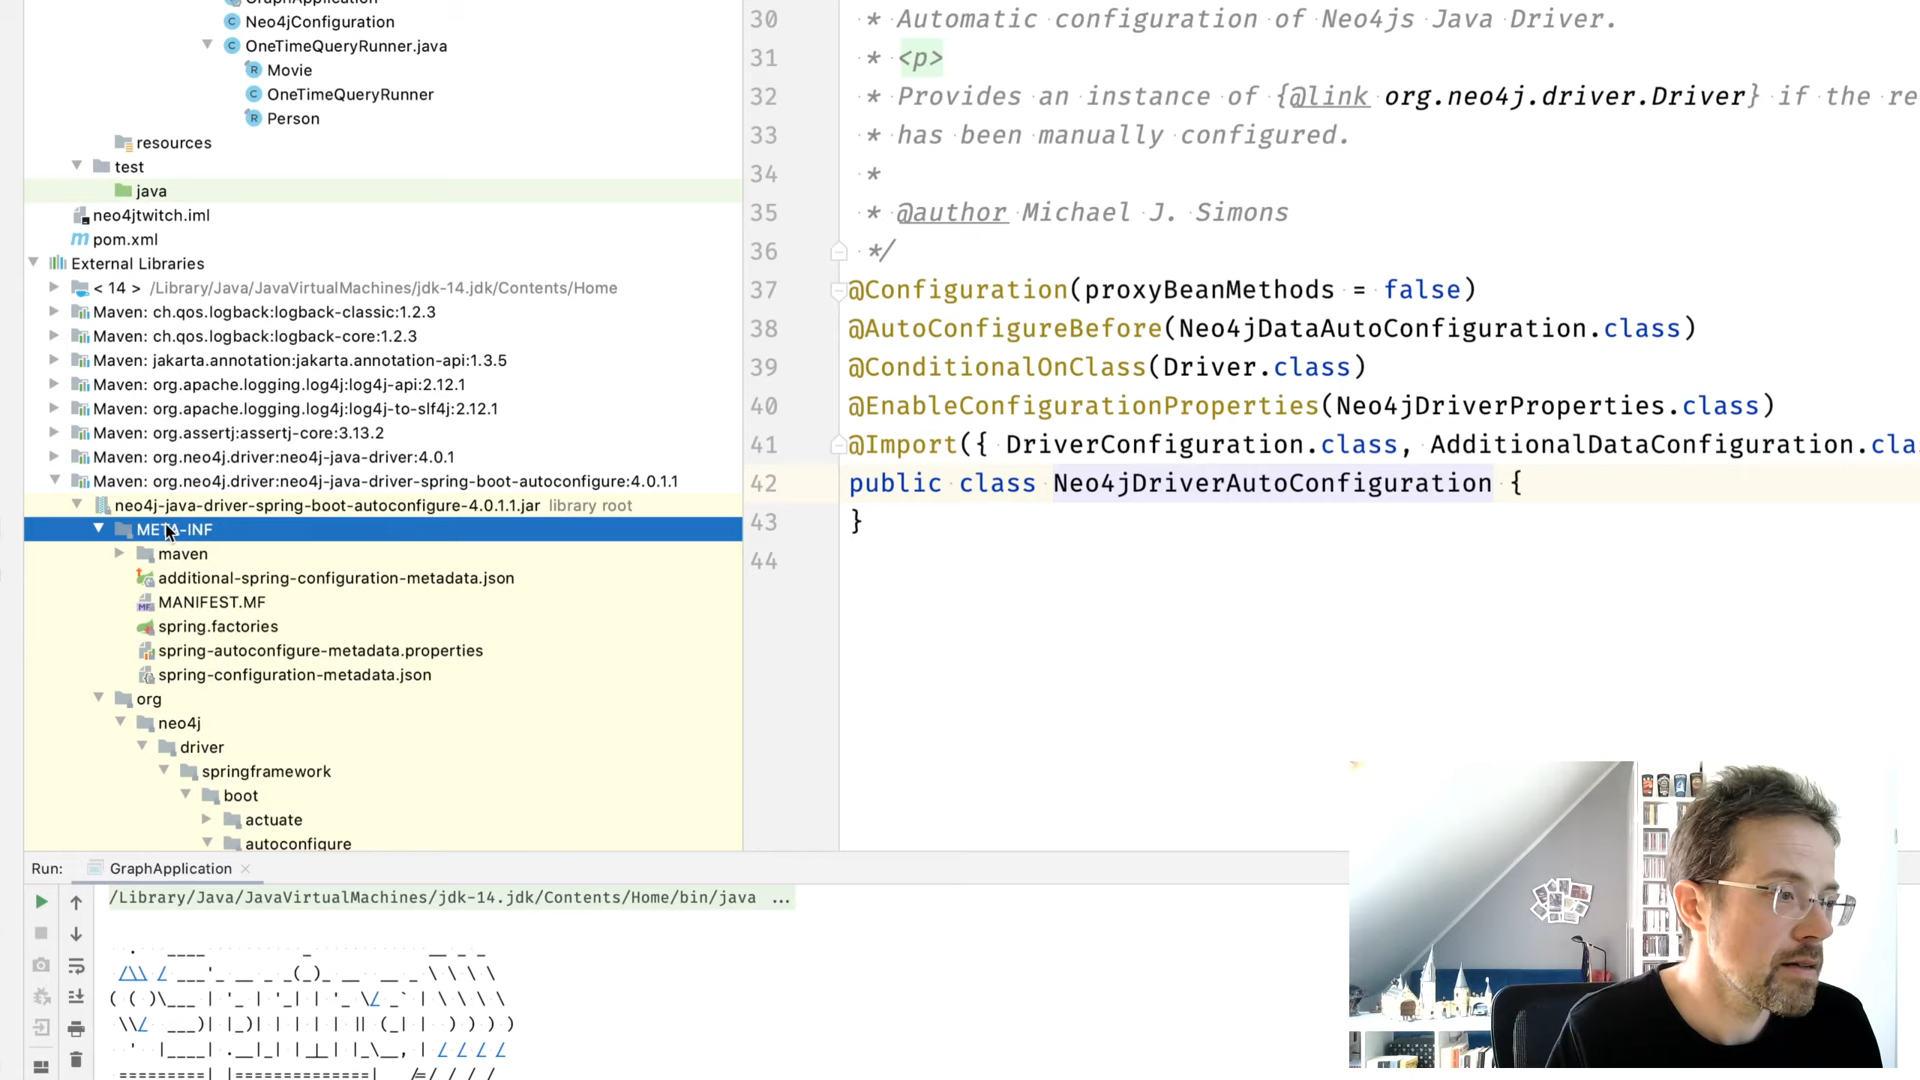 GraphApplication
Neo4jConfiguration
OneTimeQueryRunner.java
Movie
OneTimeQueryRunner
Person
resources
test
java
neo4jtwitch.iml
pom.xml
External Libraries
< 14 > /Library/Java/JavaVirtualMachines/jdk-14.jdk/Contents/Home
Maven: ch.qos.logback:logback-classic:1.2.3
Maven: ch.qos.logback:logback-core:1.2.3
Maven: jakarta.annotation:jakarta.annotation-api:1.3.5
Maven: org.apache.logging.log4j:log4j-api:2.12.1
Maven: org.apache.logging.log4j:log4j-to-slf4j:2.12.1
Maven: org.assertj:assertj-core:3.13.2
Maven: org.neo4j.driver:neo4j-java-driver:4.0.1
Maven: org.neo4j.driver:neo4j-java-driver-spring-boot-autoconfigure:4.0.1.1
neo4j-java-driver-spring-boot-autoconfigure-4.0.1.1.jar library root
META-INF
maven
additional-spring-configuration-metadata.json
MANIFEST.MF
spring.factories
spring-autoconfigure-metadata.properties
spring-configuration-metadata.json
org
neo4j
driver
springframework
boot
actuate
autoconfigure
30 * Automatic configuration of Neo4js Java Driver.
31 * <p>
32 * Provides an instance of {@link org.neo4j.driver.Driver} if the re
33 * has been manually configured.
34 *
35 * @author Michael J. Simons
36 */
37 @Configuration(proxyBeanMethods = false)
38 @AutoConfigureBefore(Neo4jDataAutoConfiguration.class)
39 @ConditionalOnClass(Driver.class)
40 @EnableConfigurationProperties(Neo4jDriverProperties.class)
41 @Import({ DriverConfiguration.class, AdditionalDataConfiguration.cla
42 public class Neo4jDriverAutoConfiguration {
43 }
44
Run: GraphApplication
/Library/Java/JavaVirtualMachines/jdk-14.jdk/Contents/Home/bin/java ...